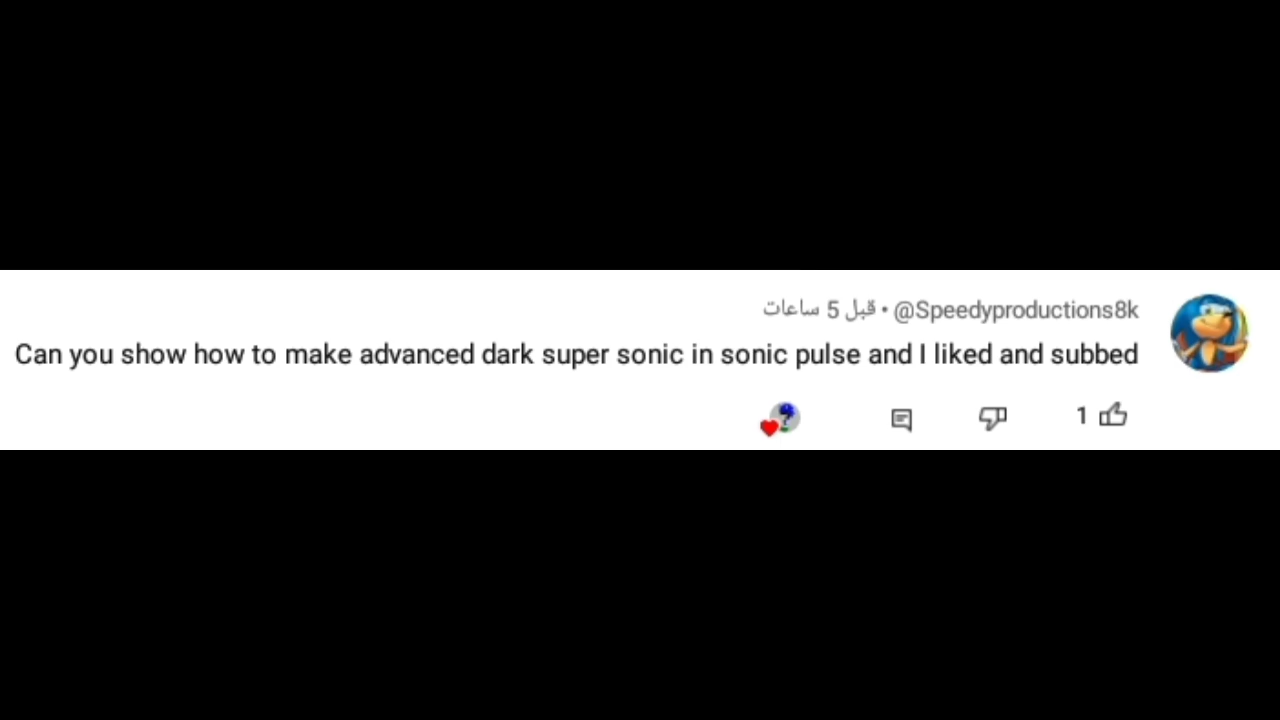 @Speedyproductions8k • قبل 5 ساعات
Can you show how to make advanced dark super sonic in sonic pulse and I liked and subbed
1